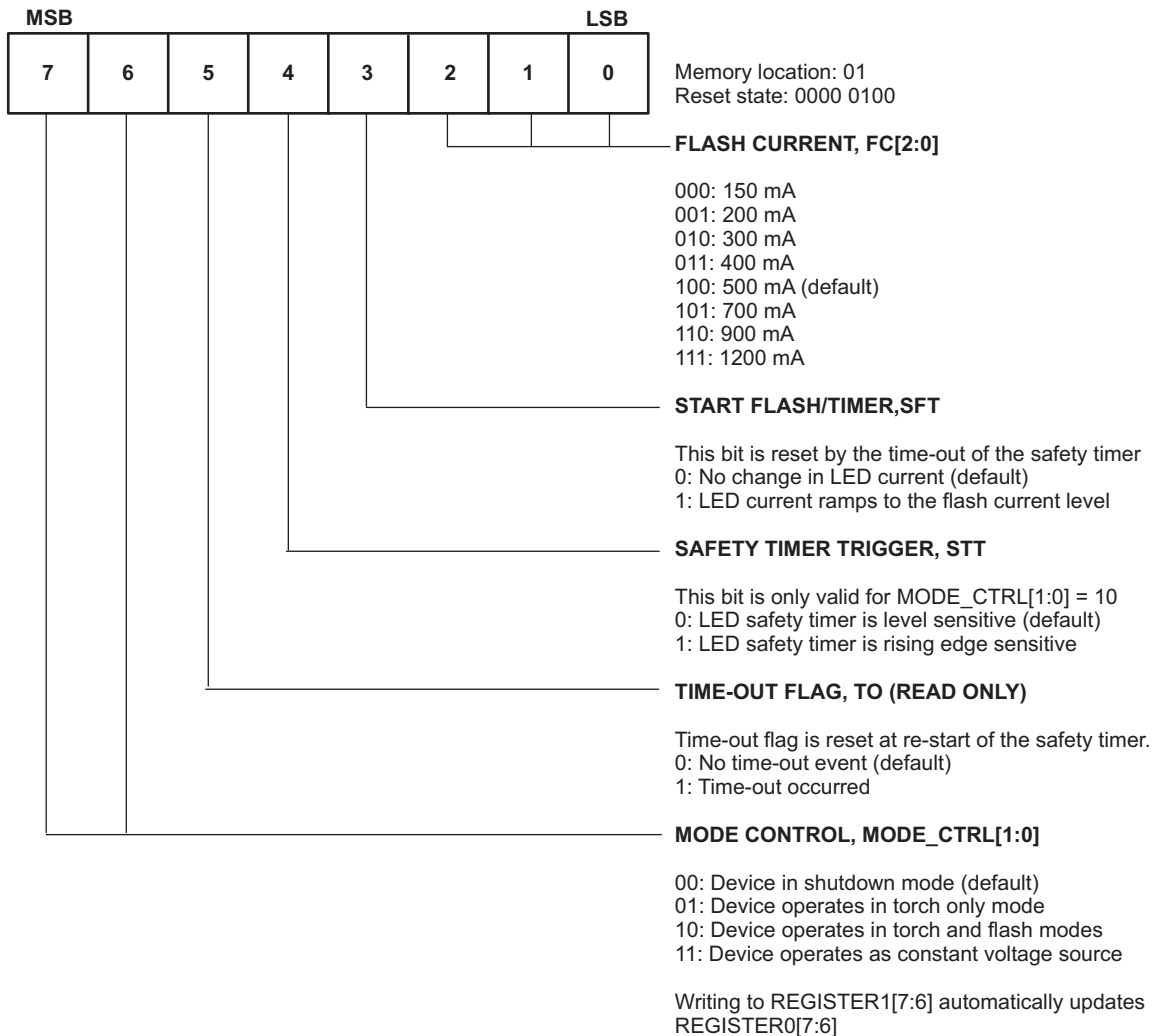 MSB LSB
7 6 5 4 3 2 1 0
Memory location: 01
Reset state: 0000 0100
FLASH CURRENT, FC[2:0]
000: 150 mA
001: 200 mA
010: 300 mA
011: 400 mA
100: 500 mA (default)
101: 700 mA
110: 900 mA
111: 1200 mA
START FLASH/TIMER,SFT
This bit is reset by the time-out of the safety timer
0: No change in LED current (default)
1: LED current ramps to the flash current level
SAFETY TIMER TRIGGER, STT
This bit is only valid for MODE_CTRL[1:0] = 10
0: LED safety timer is level sensitive (default)
1: LED safety timer is rising edge sensitive
TIME-OUT FLAG, TO (READ ONLY)
Time-out flag is reset at re-start of the safety timer.
0: No time-out event (default)
1: Time-out occurred
MODE CONTROL, MODE_CTRL[1:0]
00: Device in shutdown mode (default)
01: Device operates in torch only mode
10: Device operates in torch and flash modes
11: Device operates as constant voltage source
Writing to REGISTER1[7:6] automatically updates
REGISTER0[7:6]